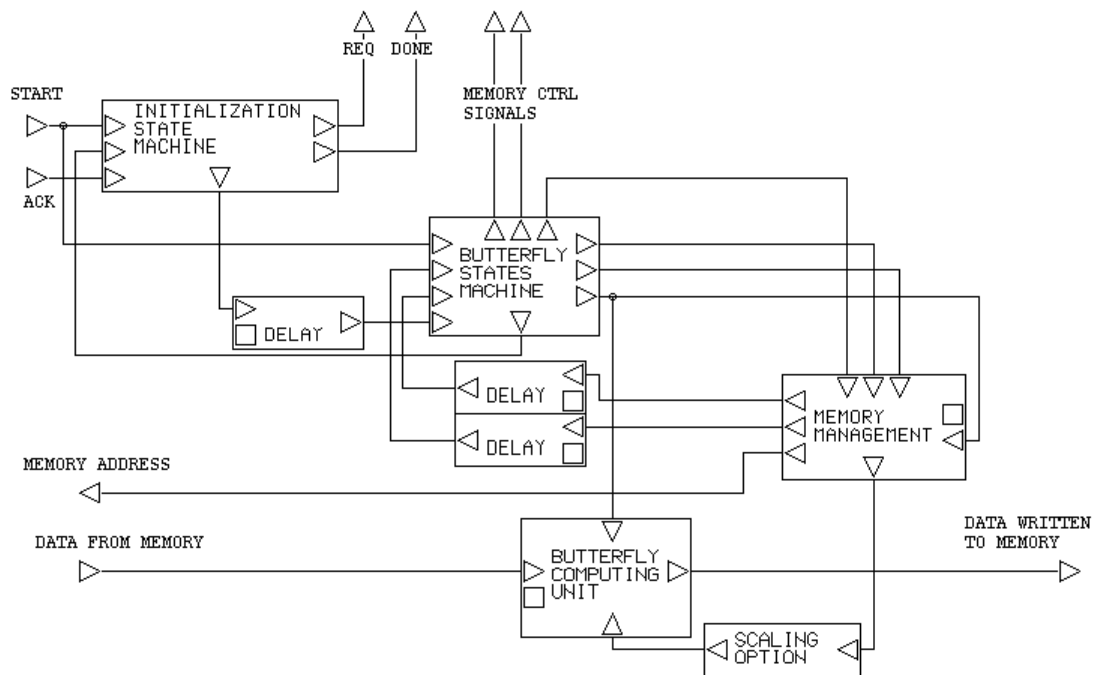 REQ
DONE
START
MEMORY CTRL
SIGNALS
INITIALIZATION
STATE
MACHINE
ACK
BUTTERFLY
STATES
MACHINE
DELAY
DELAY
MEMORY
MANAGEMENT
DELAY
MEMORY ADDRESS
DATA FROM MEMORY
BUTTERFLY
COMPUTING
UNIT
DATA WRITTEN
TO MEMORY
SCALING
OPTION